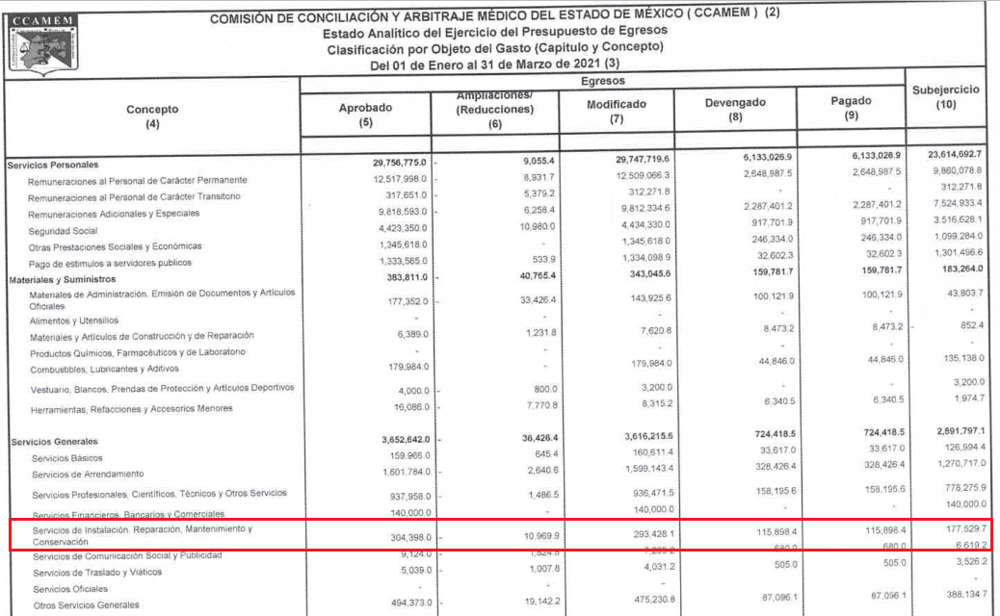 CCAMEM
COMISIÓN DE CONCILIACIÓN Y ARBITRAJE MÉDICO DEL ESTADO DE MÉXICO ( CCAMEM ) (2)
Estado Analítico del Ejercicio del Presupuesto de Egresos
Clasificación por Objeto del Gasto (Capitulo y Concepto)
Del 01 de Enero al 31 de Marzo de 2021 (3)
Egresos
Concepto (4) Aprobado (5) Ampliaciones/ (Reducciones) (6) Modificado (7) Devengado (8) Pagado (9) Subejercicio (10)
Servicios Personales 29,756,775.0 - 9,055.4 29,747,719.6 6,133,026.9 6,133,026.9 23,614,692.7
Remuneraciones al Personal de Carácter Permanente 12,517,998.0 - 8,931.7 12,509,066.3 2,648,987.5 2,648,987.5 9,860,078.8
Remuneraciones al Personal de Carácter Transitorio 317,651.0 - 5,379.2 312,271.8 - - 312,271.8
Remuneraciones Adicionales y Especiales 9,818,593.0 - 6,258.4 9,812,334.6 2,287,401.2 2,287,401.2 7,524,933.4
Seguridad Social 4,423,350.0 10,980.0 4,434,330.0 917,701.9 917,701.9 3,516,628.1
Otras Prestaciones Sociales y Económicas 1,345,618.0 - 1,345,618.0 246,334.0 246,334.0 1,099,284.0
Pago de estimulos a servidores publicos 1,333,565.0 533.9 1,334,098.9 32,602.3 32,602.3 1,301,496.6
Materiales y Suministros 383,811.0 - 40,765.4 343,045.6 159,781.7 159,781.7 183,264.0
Materiales de Administración. Emisión de Documentos y Artículos
Oficiales 177,352.0 - 33,426.4 143,925.6 100,121.9 100,121.9 43,803.7
Alimentos y Utensilios - - - - - -
Materiales y Artículos de Construcción y de Reparación 6,389.0 1,231.8 7,620.8 8,473.2 8,473.2 - 852.4
Productos Químicos, Farmacéuticos y de Laboratorio - - - - - -
Combustibles, Lubricantes y Aditivos 179,984.0 - 179,984.0 44,846.0 44,846.0 135,138.0
Vestuario, Blancos, Prendas de Protección y Artículos Deportivos 4,000.0 - 800.0 3,200.0 - - 3,200.0
Herramientas, Refacciones y Accesorios Menores 16,086.0 - 7,770.8 8,315.2 6,340.5 6,340.5 1,974.7
Servicios Generales 3,652,642.0 - 36,426.4 3,616,215.6 724,418.5 724,418.5 2,891,797.1
Servicios Básicos 159,966.0 645.4 160,611.4 33,617.0 33,617.0 126,994.4
Servicios de Arrendamiento 1,601,784.0 - 2,640.6 1,599,143.4 328,426.4 328,426.4 1,270,717.0
Servicios Profesionales, Científicos, Técnicos y Otros Servicios 937,958.0 - 1,486.5 936,471.5 158,195.6 158,195.6 778,275.9
Servicios Financieros, Bancarios y Comerciales 140,000.0 - 140,000.0 - - 140,000.0
Servicios de Instalación. Reparación, Mantenimiento y
Conservación 304,398.0 - 10,969.9 293,428.1 115,898.4 115,898.4 177,529.7
Servicios de Comunicación Social y Publicidad 9,124.0 - 680.0 680.0 6,619.2
Servicios de Traslado y Viáticos 5,039.0 - 1,007.8 4,031.2 505.0 505.0 3,526.2
Servicios Oficiales - - - - - -
Otros Servicios Generales 494,373.0 - 19,142.2 475,230.8 87,096.1 87,096.1 388,134.7